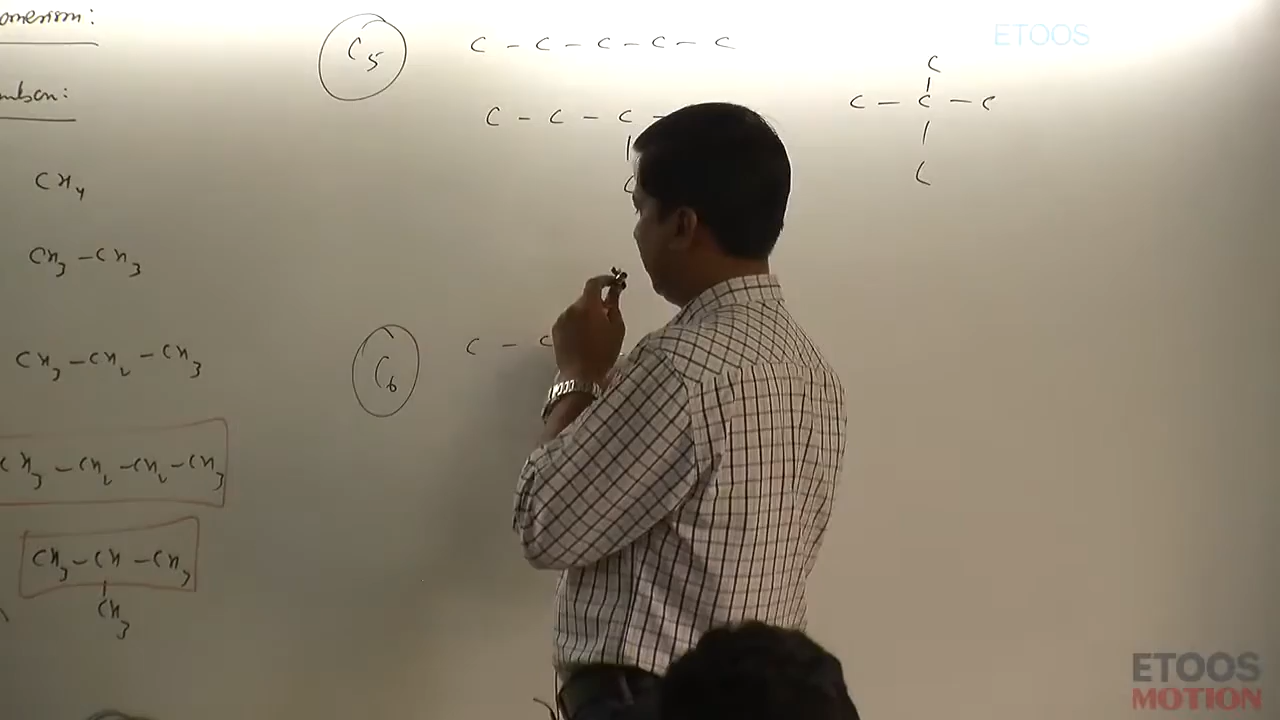 omerism:
C5
C – C – C – C – C
ETOOS
C
C – C – C
C
C – C – C –
C
CH4
CH3 – CH3
C6
C – C
CH3 – CH2 – CH3
CH3 – CH2 – CH2 – CH3
CH3 – CH – CH3
CH3
ETOOS
MOTION